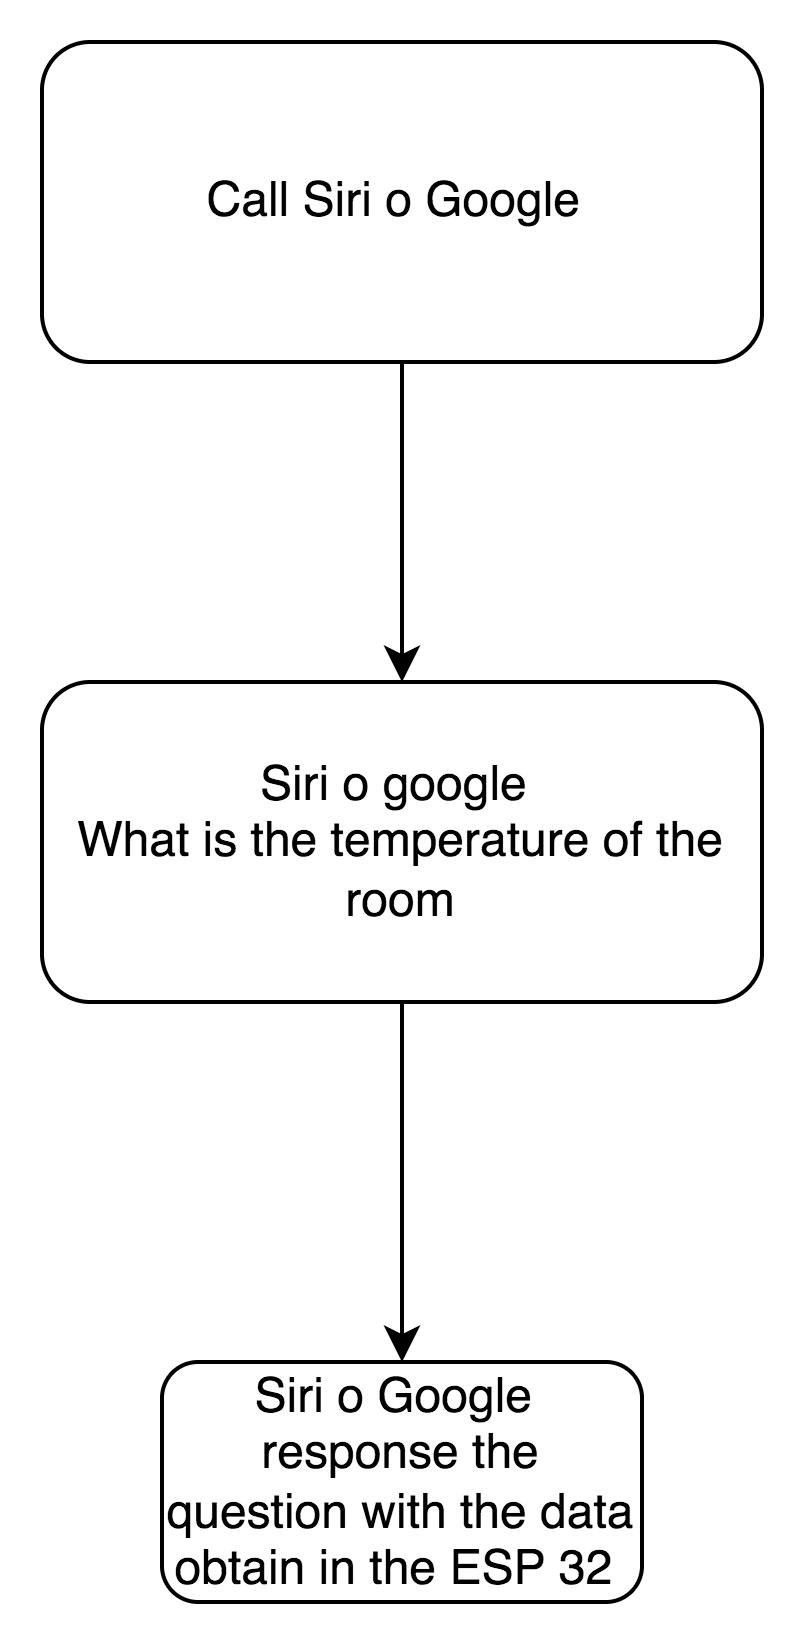 Call Siri o Google
Siri o google
What is the temperature of the
room
Siri o Google
response the
question with the data
obtain in the ESP 32